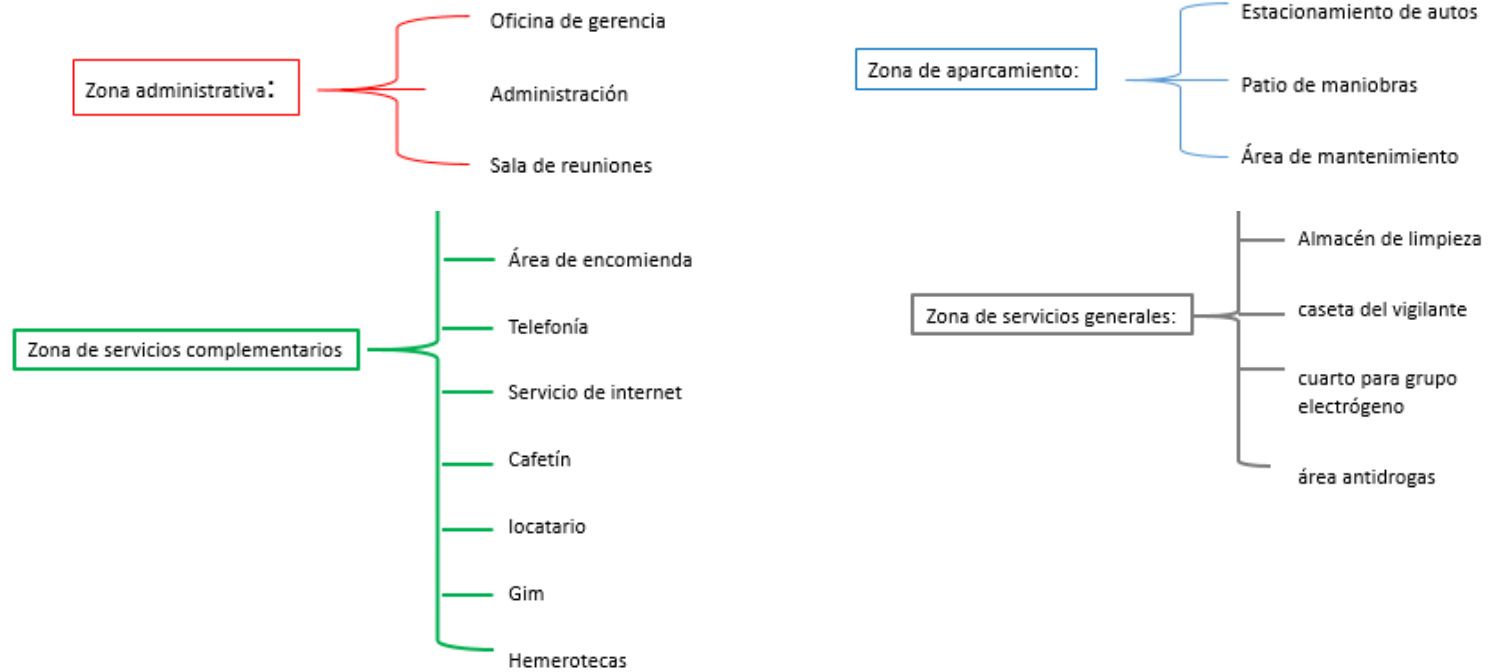 Zona administrativa:
Oficina de gerencia
Administración
Sala de reuniones
Zona de aparcamiento:
Estacionamiento de autos
Patio de maniobras
Área de mantenimiento
Zona de servicios complementarios
Área de encomienda
Telefonía
Servicio de internet
Cafetín
locatario
Gim
Hemerotecas
Zona de servicios generales:
Almacén de limpieza
caseta del vigilante
cuarto para grupo
electrógeno
área antidrogas